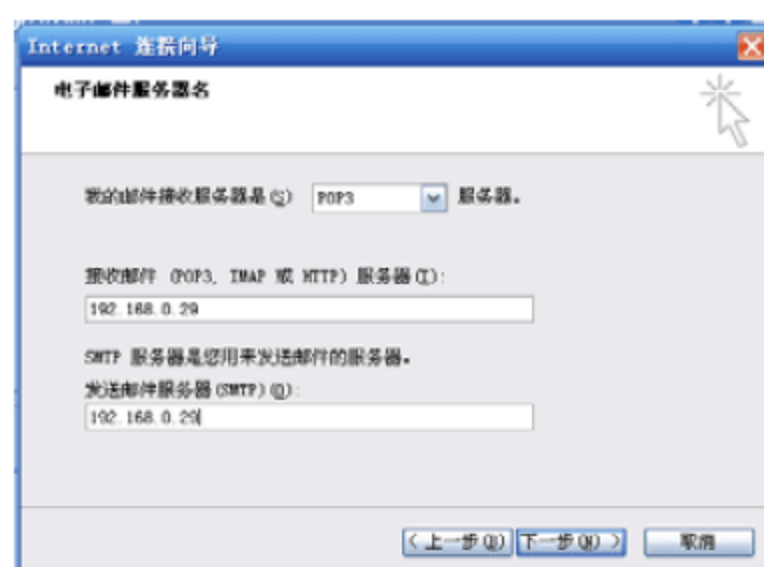 Internet 连接向导
电子邮件服务器名
我的邮件接收服务器是(S) POP3 服务器。
接收邮件 (POP3, IMAP 或 HTTP) 服务器(I):
192.168.0.29
SMTP 服务器是您用来发送邮件的服务器。
发送邮件服务器(SMTP)(O):
192.168.0.29
< 上一步(B) 下一步(N) > 取消